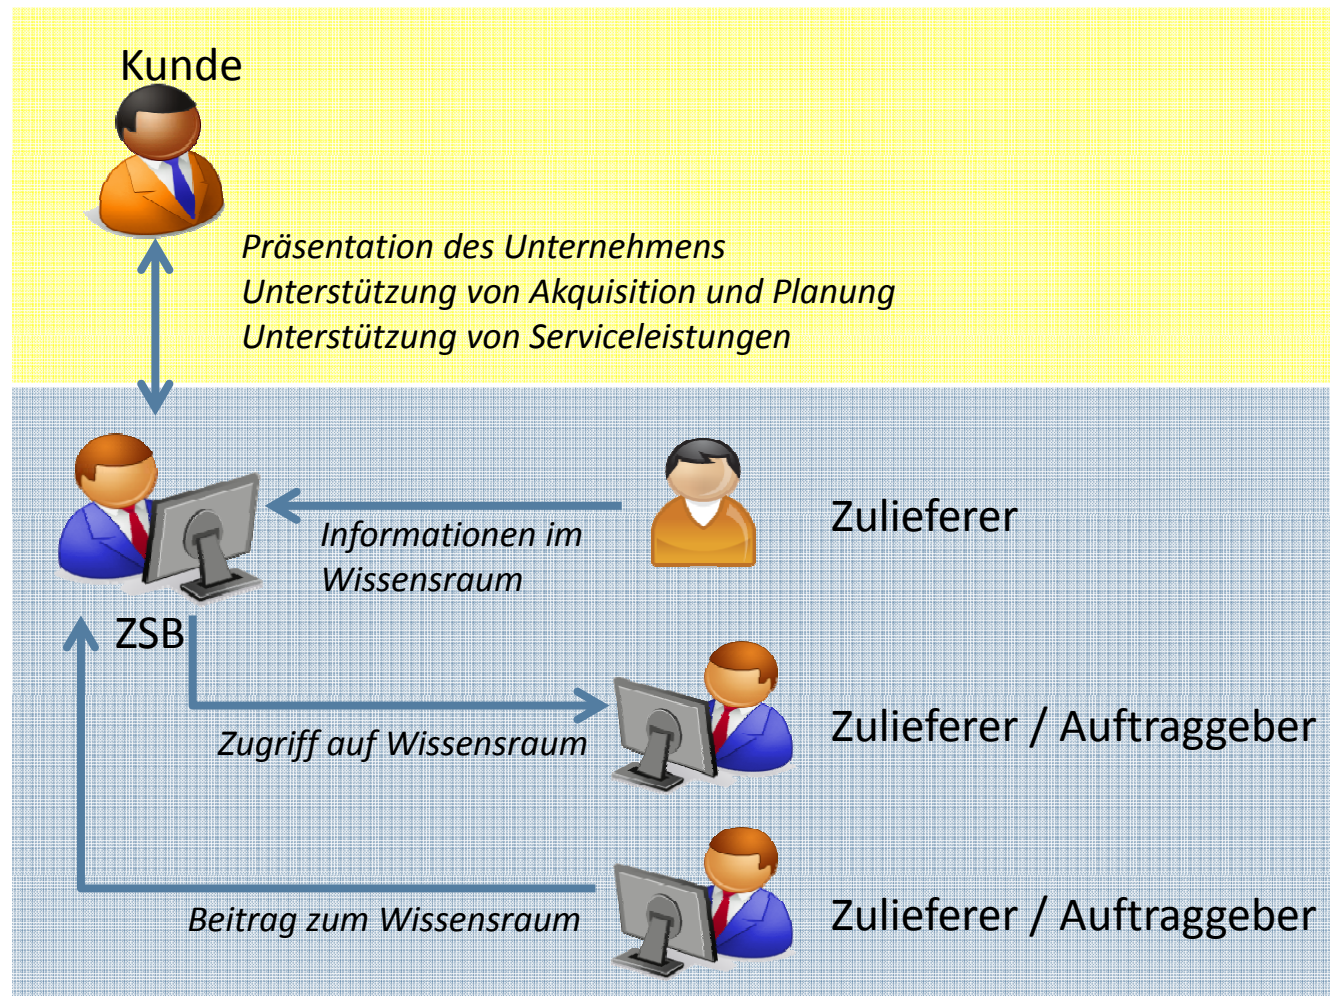 Kunde
Präsentation des Unternehmens
Unterstützung von Akquisition und Planung
Unterstützung von Serviceleistungen
Informationen im
Wissensraum
Zulieferer
ZSB
Zugriff auf Wissensraum
Zulieferer / Auftraggeber
Beitrag zum Wissensraum
Zulieferer / Auftraggeber